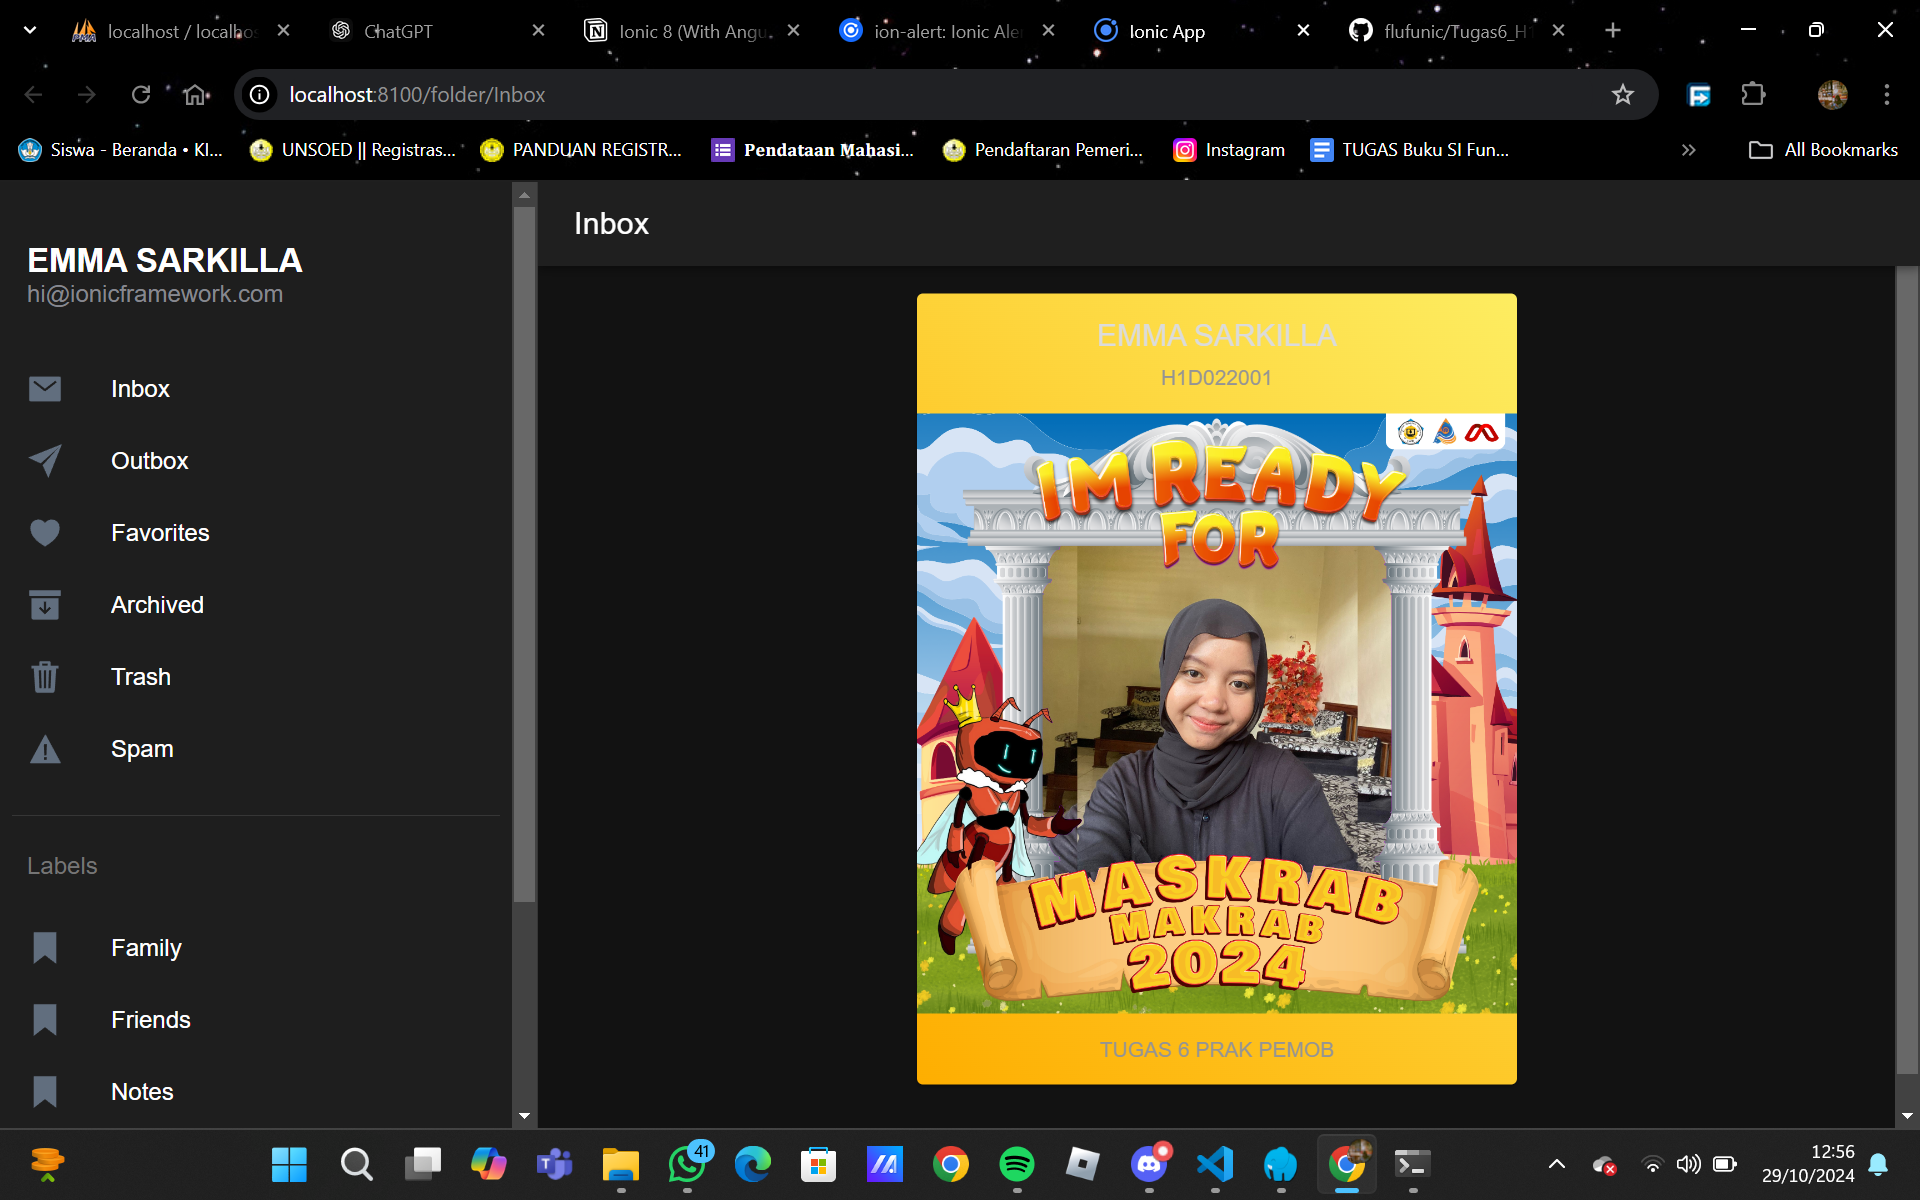 localhost / localhos
ChatGPT
Ionic 8 (With Angu
ion-alert: Ionic Ale
Ionic App
flufunic/Tugas6_H1
localhost:8100/folder/Inbox
Siswa - Beranda • Kl...
UNSOED || Registras...
PANDUAN REGISTR...
Pendataan Mahasi...
Pendaftaran Pemeri...
Instagram
TUGAS Buku SI Fun...
»
All Bookmarks
EMMA SARKILLA
hi@ionicframework.com
Inbox
Outbox
Favorites
Archived
Trash
Spam
Labels
Family
Friends
Notes
Inbox
EMMA SARKILLA
H1D022001
IM READY
FOR
MASKRAB
MAKRAB
2024
TUGAS 6 PRAK PEMOB
41
12:56
29/10/2024